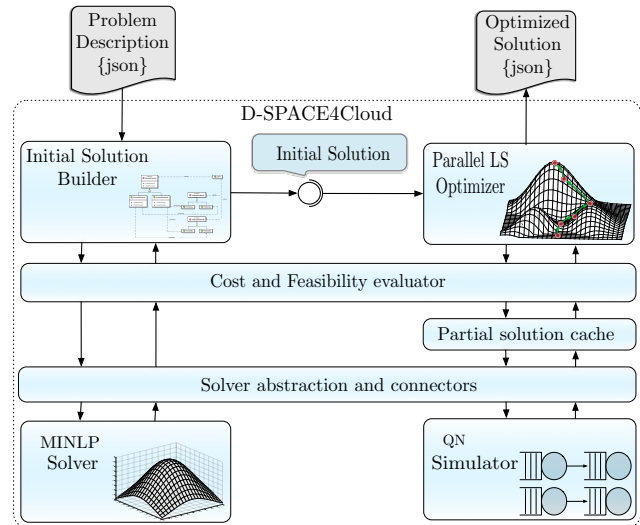 Problem
Description
{json}
Optimized
Solution
{json}
D-SPACE4Cloud
Initial Solution
Builder
Initial Solution
Parallel LS
Optimizer
Cost and Feasibility evaluator
Partial solution cache
Solver abstraction and connectors
MINLP
Solver
QN
Simulator